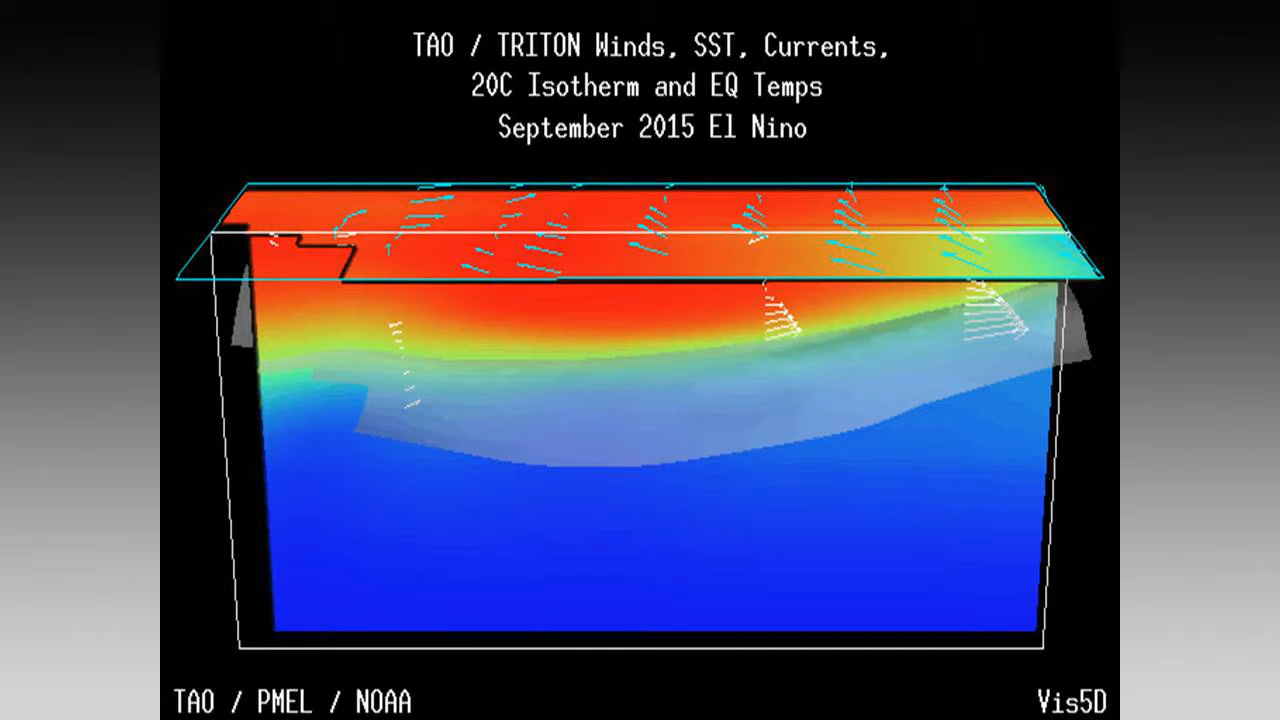 TAO / TRITON Winds, SST, Currents,
20C Isotherm and EQ Temps
September 2015 El Nino
TAO / PMEL / NOAA
Vis5D